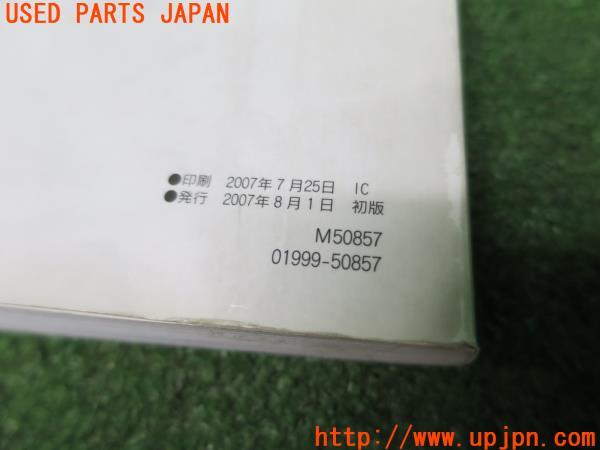 USED PARTS JAPAN
●印刷 2007年7月25日 IC
●発行 2007年8月1日 初版
M50857
01999-50857
http://www.upjpn.com